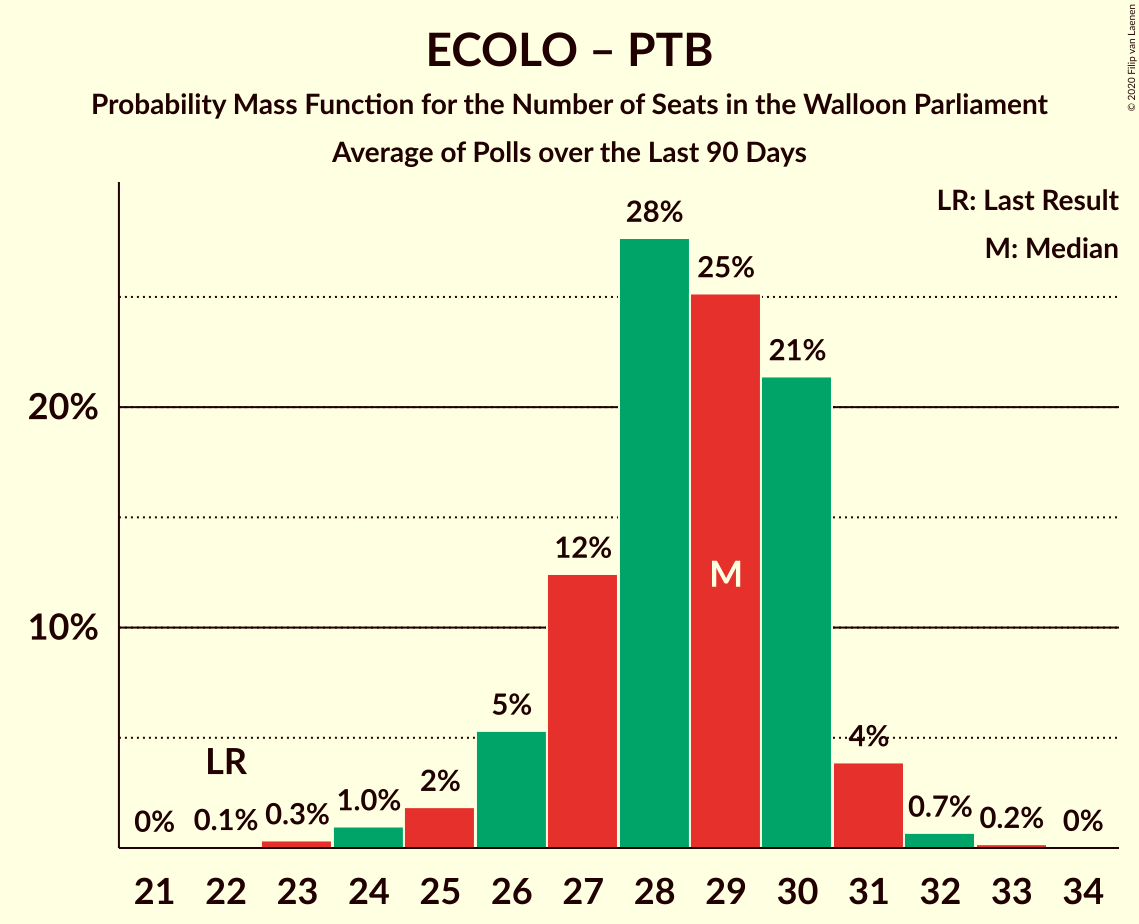 ECOLO – PTB
Probability Mass Function for the Number of Seats in the Walloon Parliament
Average of Polls over the Last 90 Days
© 2020 Filip van Laenen
LR: Last Result
M: Median
28%
25%
21%
20%
12%
M
10%
5%
4%
LR
2%
0% 0.1% 0.3% 1.0% 0.7% 0.2% 0%
21 22 23 24 25 26 27 28 29 30 31 32 33 34